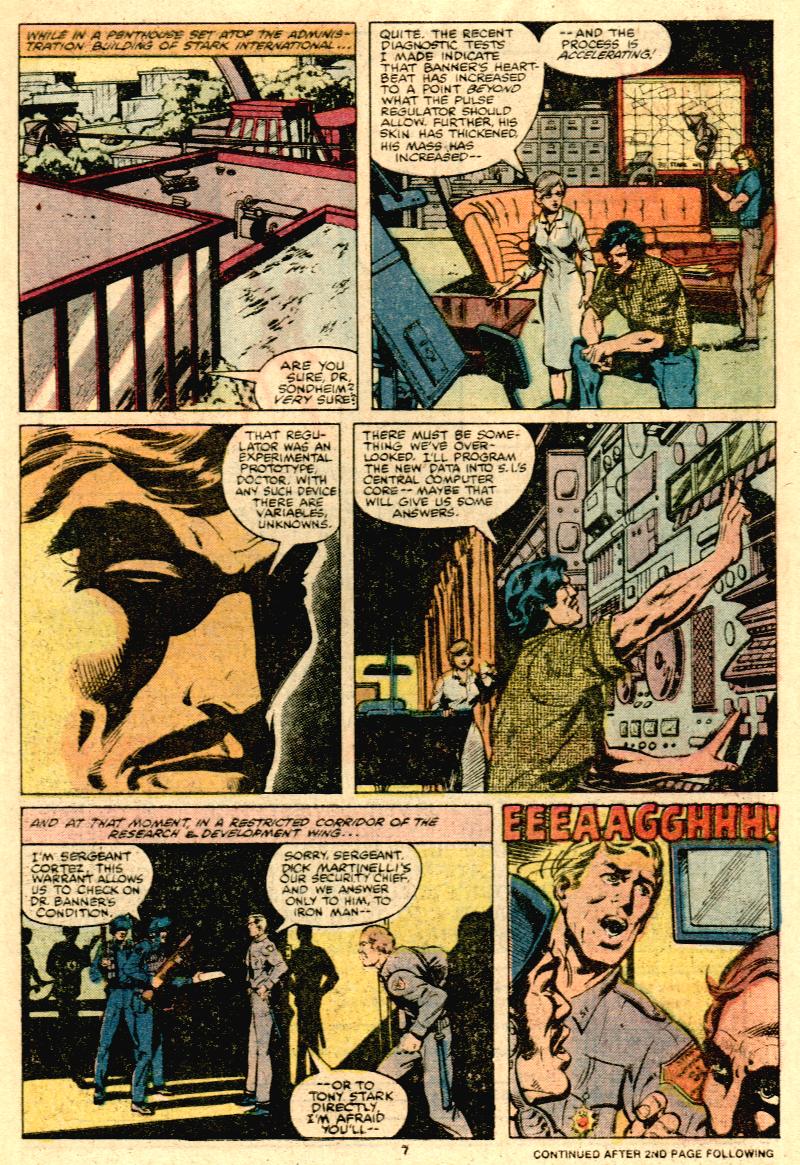 WHILE IN A PENTHOUSE SET ATOP THE ADMINIS-
TRATION BUILDING OF STARK INTERNATIONAL...
ARE YOU
SURE, DR.
SONDHEIM?
VERY SURE?
QUITE. THE RECENT
DIAGNOSTIC TESTS
I MADE INDICATE
THAT BANNER'S HEART-
BEAT HAS INCREASED
TO A POINT BEYOND
WHAT THE PULSE
REGULATOR SHOULD
ALLOW. FURTHER, HIS
SKIN HAS THICKENED,
HIS MASS HAS
INCREASED--
--AND THE
PROCESS IS
ACCELERATING!
THAT REGU-
LATOR WAS AN
EXPERIMENTAL
PROTOTYPE,
DOCTOR. WITH
ANY SUCH DEVICE
THERE ARE
VARIABLES,
UNKNOWNS.
THERE MUST BE SOME-
THING WE'VE OVER-
LOOKED. I'LL PROGRAM
THE NEW DATA INTO S.I.'S
CENTRAL COMPUTER
CORE-- MAYBE THAT
WILL GIVE US SOME
ANSWERS.
AND AT THAT MOMENT, IN A RESTRICTED CORRIDOR OF THE
RESEARCH & DEVELOPMENT WING...
I'M SERGEANT
CORTEZ. THIS
WARRANT ALLOWS
US TO CHECK ON
DR. BANNER'S
CONDITION.
SORRY, SERGEANT.
DICK MARTINELLI'S
OUR SECURITY CHIEF,
AND WE ANSWER
ONLY TO HIM, TO
IRON MAN--
--OR TO
TONY STARK
DIRECTLY.
I'M AFRAID
YOU'LL--
EEEAAGGHHH!
7
CONTINUED AFTER 2ND PAGE FOLLOWING